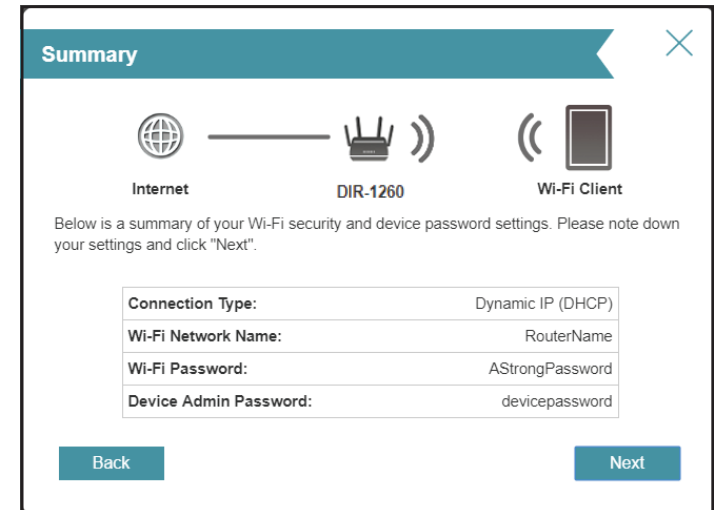 Summary
Internet
DIR-1260
Wi-Fi Client
Below is a summary of your Wi-Fi security and device password settings. Please note down
your settings and click "Next".
Connection Type: Dynamic IP (DHCP)
Wi-Fi Network Name: RouterName
Wi-Fi Password: AStrongPassword
Device Admin Password: devicepassword
Back Next